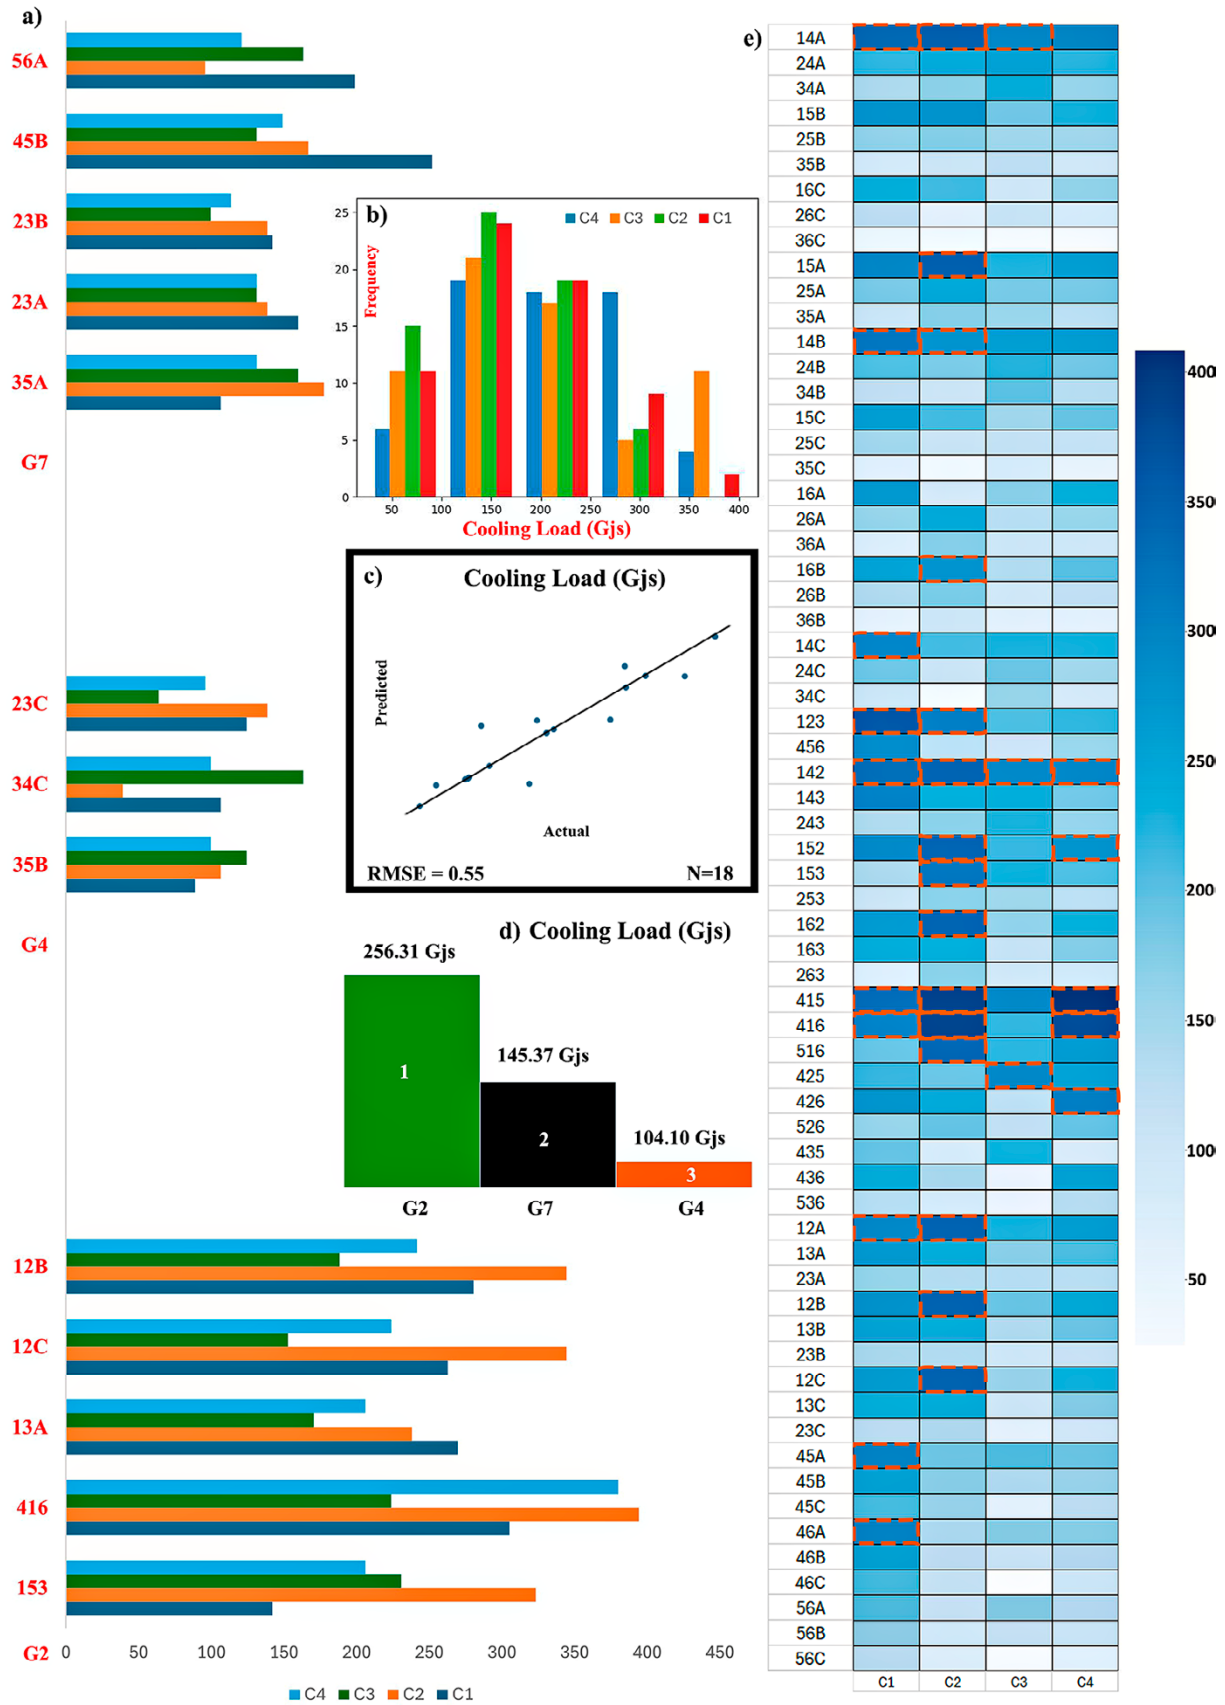 a)
56A
45B
23B
23A
35A
G7
23C
34C
35B
G4
12B
12C
13A
416
153
G2
0 50 100 150 200 250 300 350 400 450
C4 C3 C2 C1
b)
C4 C3 C2 C1
Frequency
25
20
15
10
5
0
50 100 150 200 250 300 350 400
Cooling Load (Gjs)
c)
Cooling Load (Gjs)
Predicted
Actual
RMSE = 0.55 N=18
d) Cooling Load (Gjs)
256.31 Gjs
145.37 Gjs
104.10 Gjs
1
2
3
G2 G7 G4
e)
14A
24A
34A
15B
25B
35B
16C
26C
36C
15A
25A
35A
14B
24B
34B
15C
25C
35C
16A
26A
36A
16B
26B
36B
14C
24C
34C
123
456
142
143
243
152
153
253
162
163
263
415
416
516
425
426
526
435
436
536
12A
13A
23A
12B
13B
23B
12C
13C
23C
45A
45B
45C
46A
46B
46C
56A
56B
56C
C1 C2 C3 C4
4000
3500
3000
2500
2000
1500
1000
50